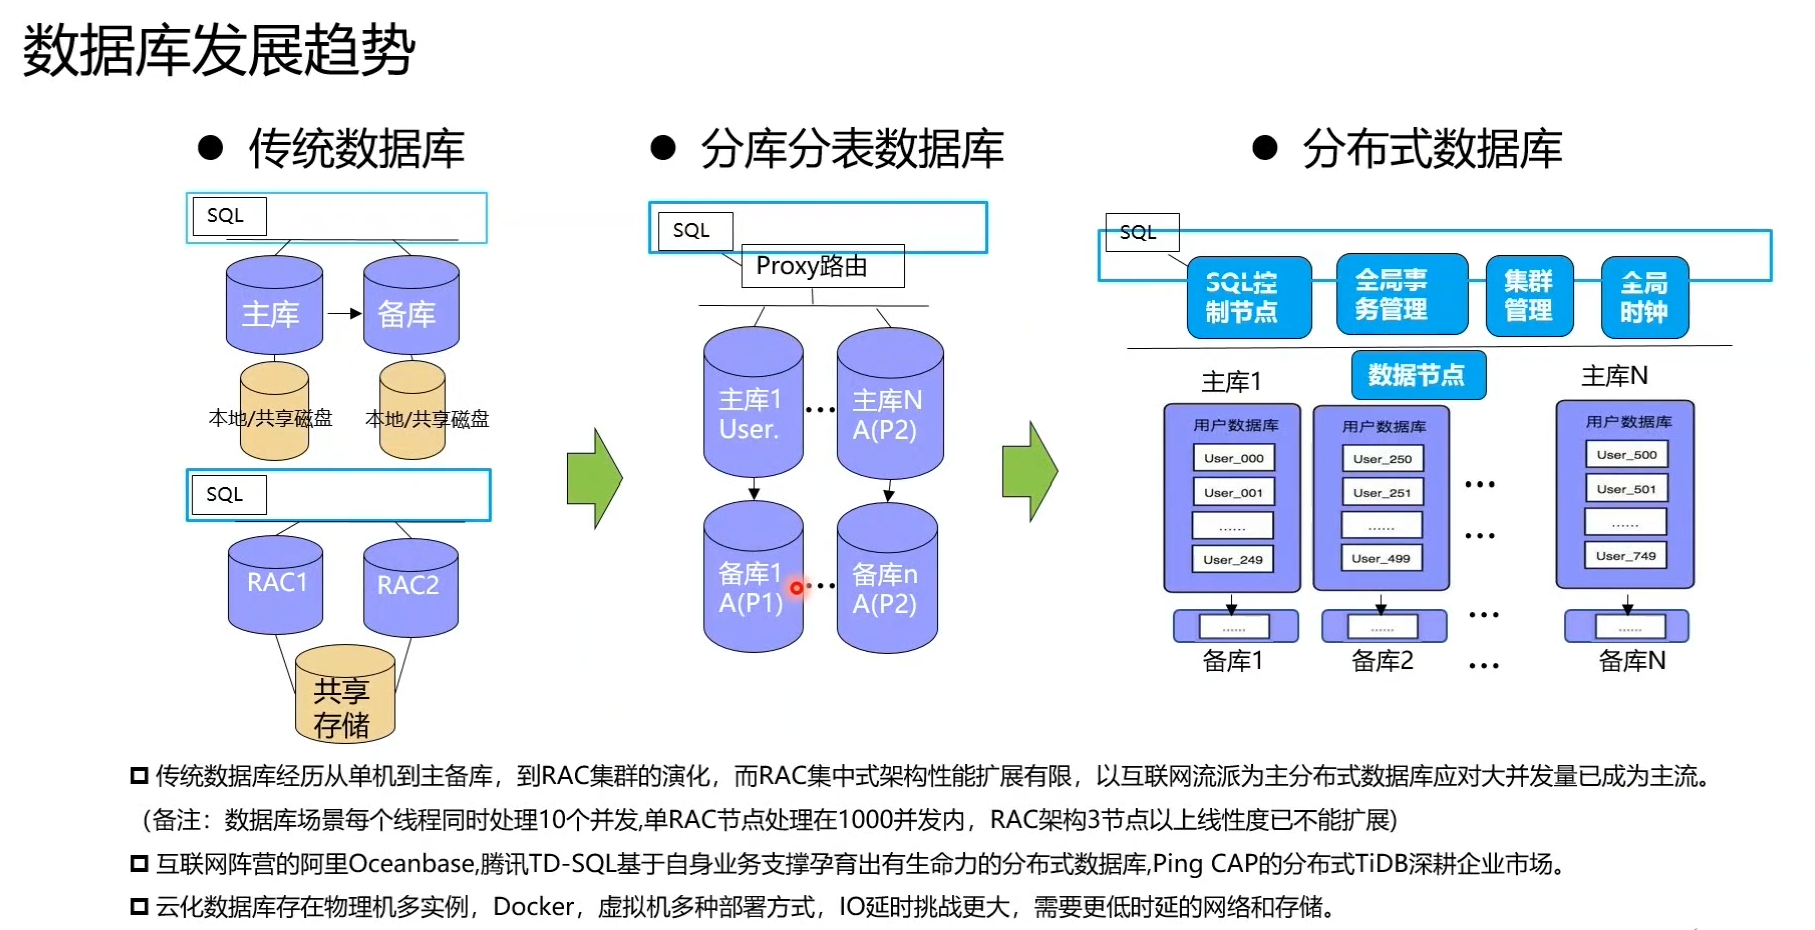 数据库发展趋势
● 传统数据库
SQL
主库
备库
本地/共享磁盘
本地/共享磁盘
SQL
RAC1
RAC2
共享
存储
● 分库分表数据库
SQL
Proxy路由
主库1
User.
...
主库N
A(P2)
备库1
A(P1)
...
备库n
A(P2)
● 分布式数据库
SQL
SQL控
制节点
全局事
务管理
集群
管理
全局
时钟
数据节点
主库1
主库N
用户数据库
User_000
User_001
......
User_249
用户数据库
User_250
User_251
......
User_499
...
...
用户数据库
User_500
User_501
......
User_749
......
......
...
......
备库1
备库2
...
备库N
传统数据库经历从单机到主备库，到RAC集群的演化，而RAC集中式架构性能扩展有限，以互联网流派为主分布式数据库应对大并发量已成为主流。
（备注：数据库场景每个线程同时处理10个并发,单RAC节点处理在1000并发内，RAC架构3节点以上线性度已不能扩展)
互联网阵营的阿里Oceanbase,腾讯TD-SQL基于自身业务支撑孕育出有生命力的分布式数据库,Ping CAP的分布式TiDB深耕企业市场。
云化数据库存在物理机多实例，Docker，虚拟机多种部署方式，IO延时挑战更大，需要更低时延的网络和存储。